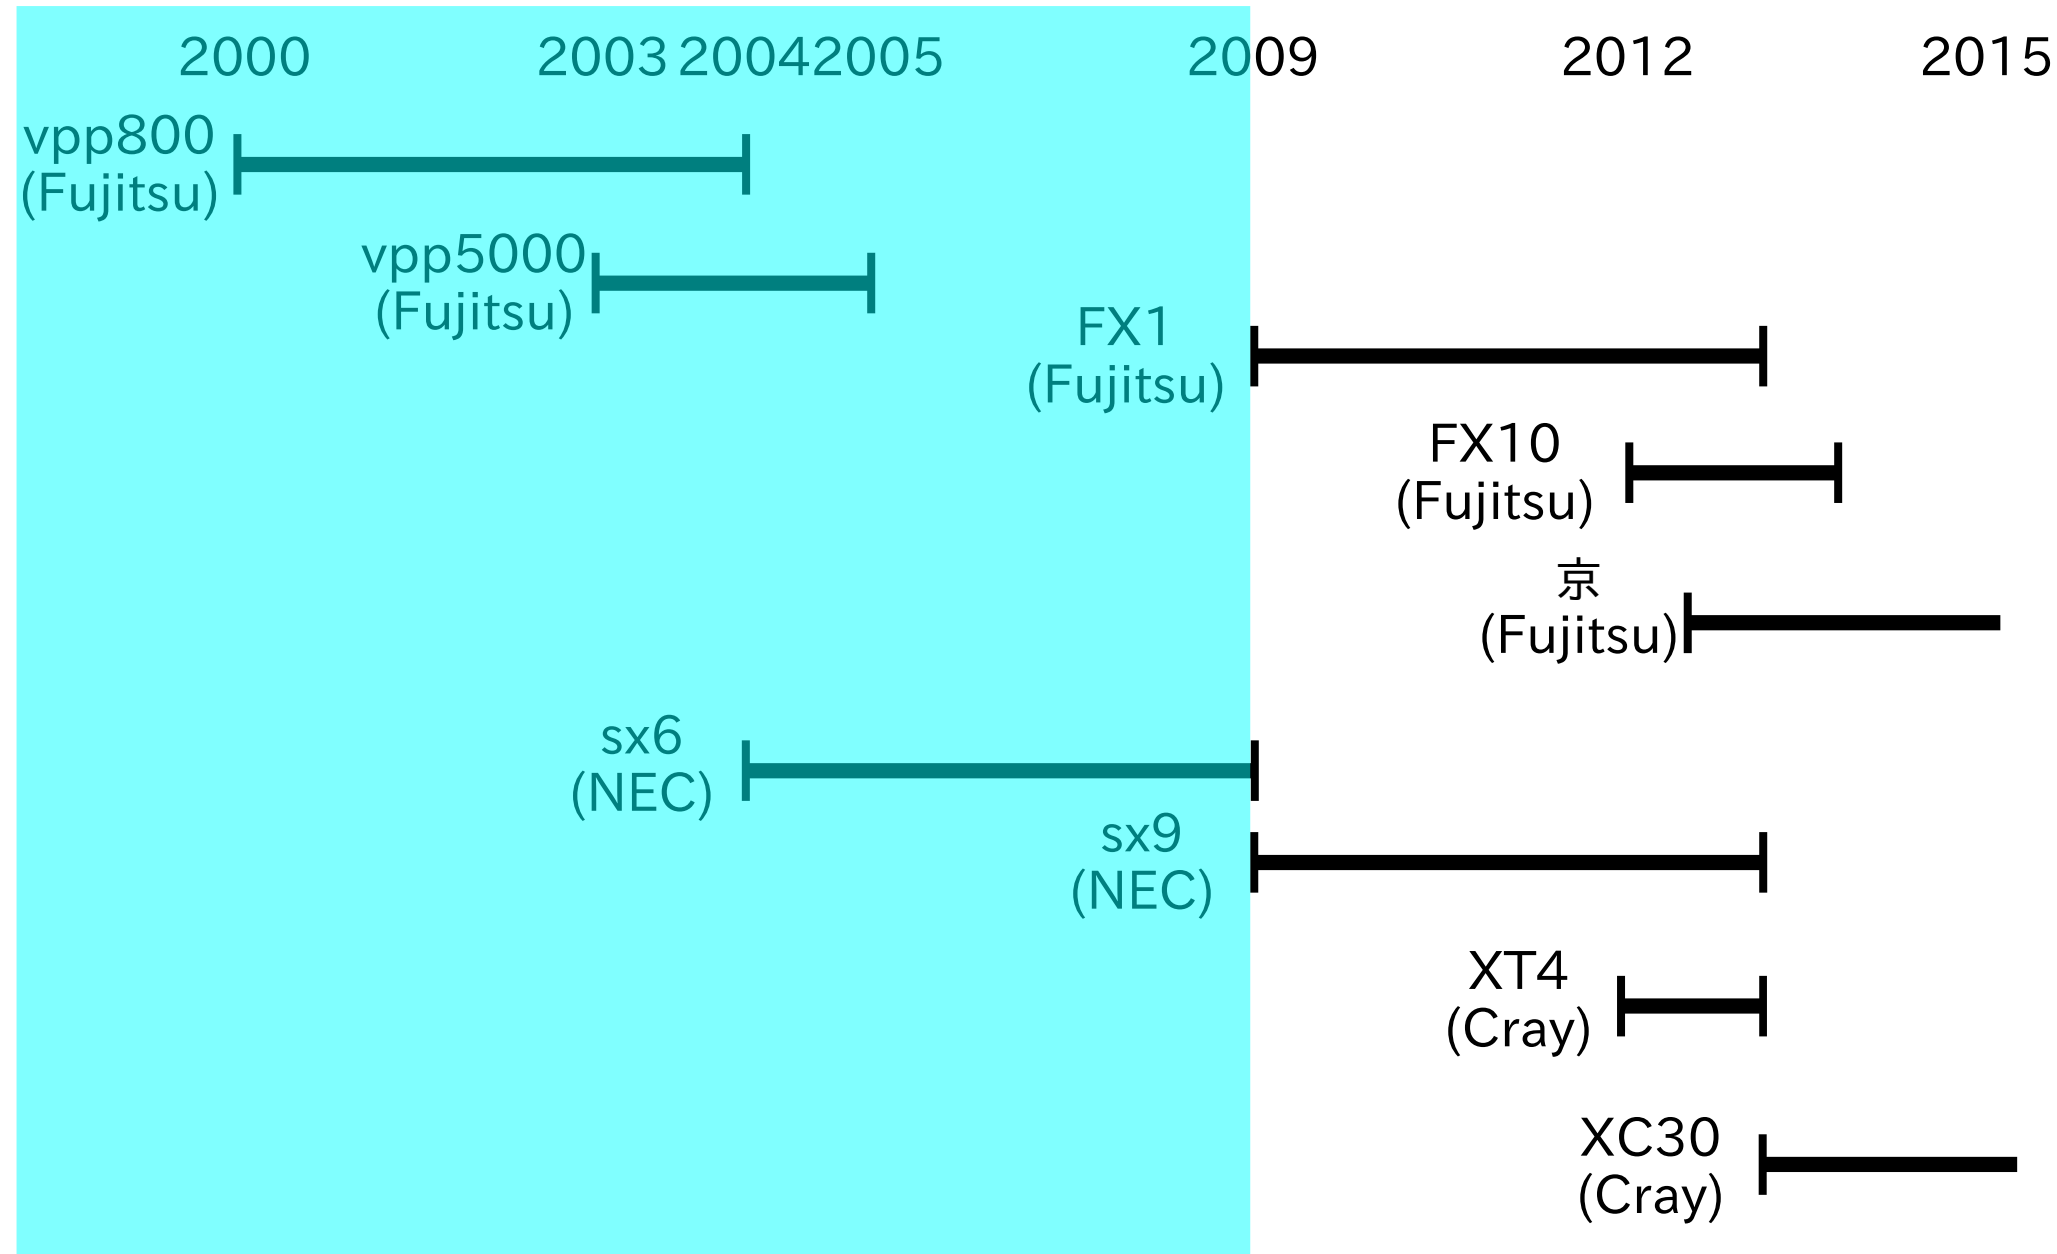 2000 2003 2004 2005 2009 2012 2015
vpp800
(Fujitsu)
vpp5000
(Fujitsu)
FX1
(Fujitsu)
FX10
(Fujitsu)
京
(Fujitsu)
sx6
(NEC)
sx9
(NEC)
XT4
(Cray)
XC30
(Cray)